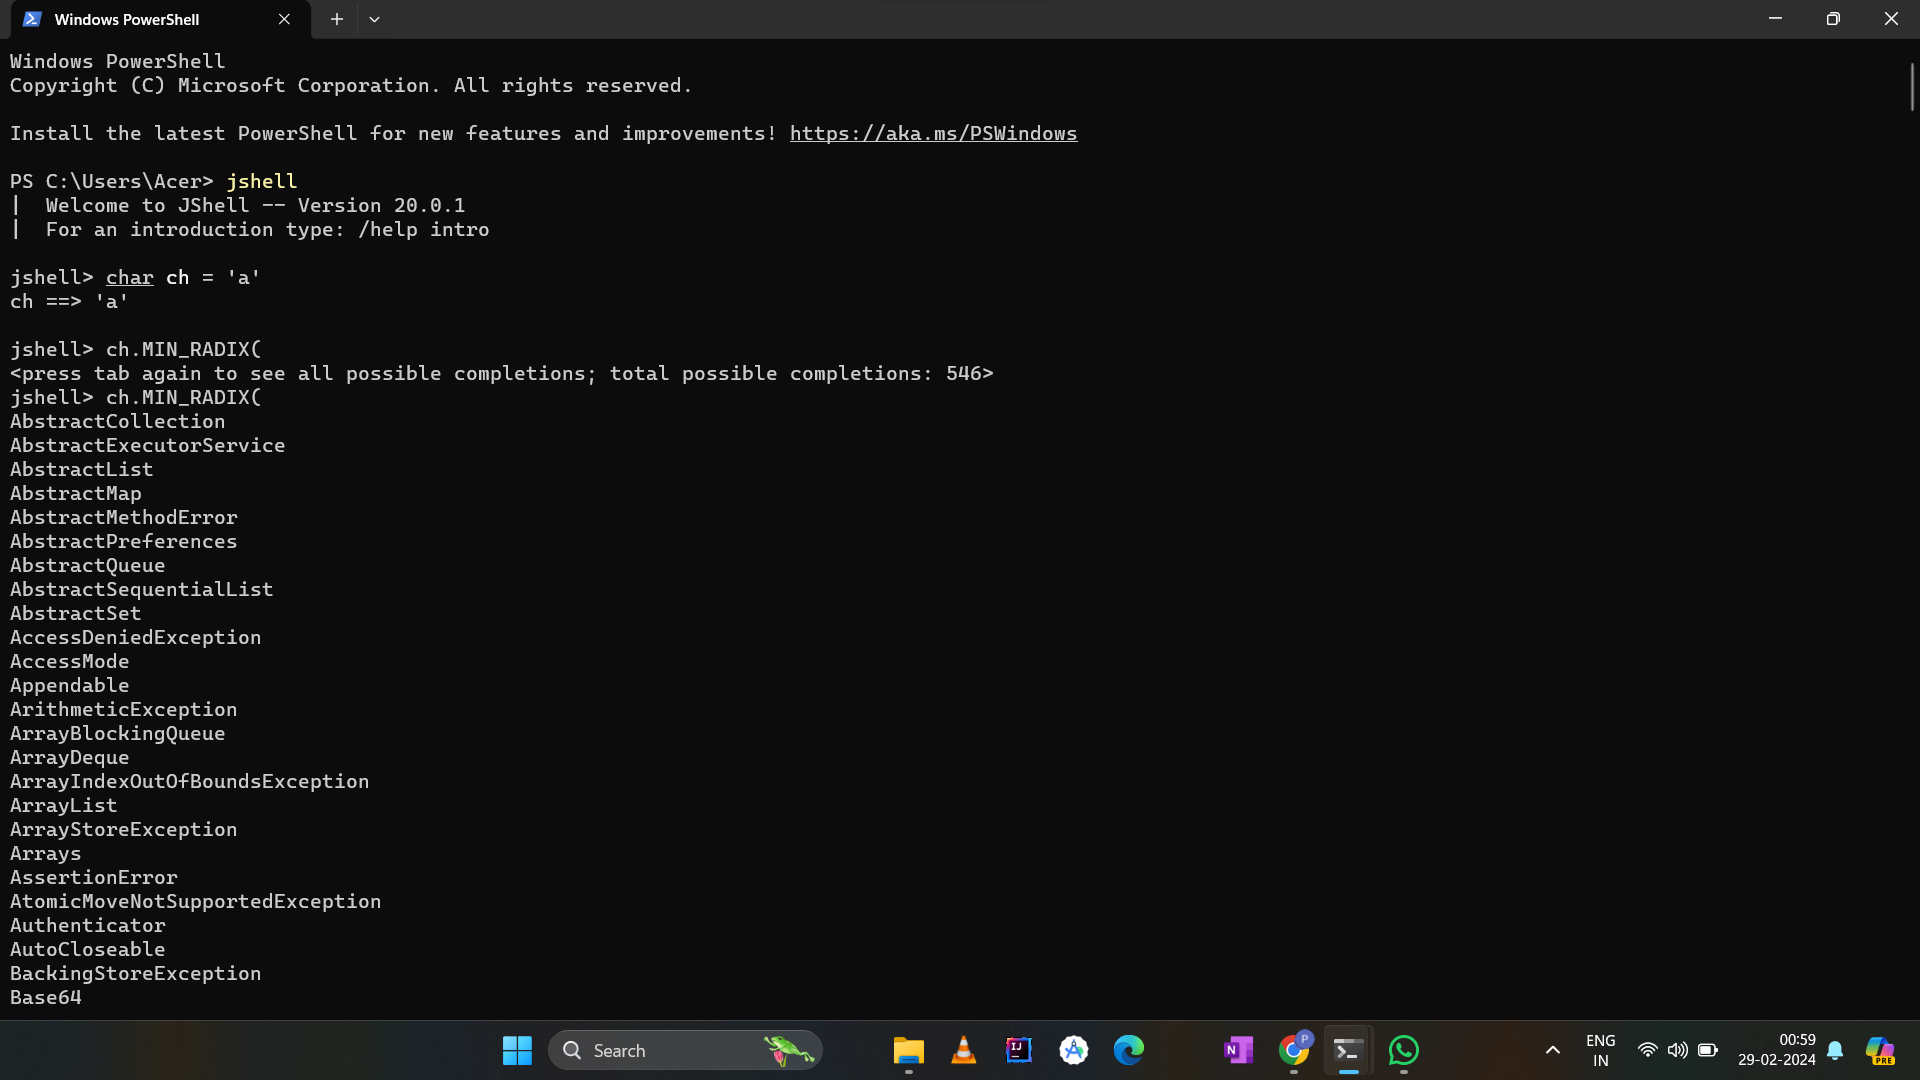 Windows PowerShell
Windows PowerShell
Copyright (C) Microsoft Corporation. All rights reserved.
Install the latest PowerShell for new features and improvements! https://aka.ms/PSWindows
PS C:\Users\Acer> jshell
|  Welcome to JShell -- Version 20.0.1
|  For an introduction type: /help intro
jshell> char ch = 'a'
ch ==> 'a'
jshell> ch.MIN_RADIX(
<press tab again to see all possible completions; total possible completions: 546>
jshell> ch.MIN_RADIX(
AbstractCollection
AbstractExecutorService
AbstractList
AbstractMap
AbstractMethodError
AbstractPreferences
AbstractQueue
AbstractSequentialList
AbstractSet
AccessDeniedException
AccessMode
Appendable
ArithmeticException
ArrayBlockingQueue
ArrayDeque
ArrayIndexOutOfBoundsException
ArrayList
ArrayStoreException
Arrays
AssertionError
AtomicMoveNotSupportedException
Authenticator
AutoCloseable
BackingStoreException
Base64
Search
IJ
N
P
ENG
IN
00:59
29-02-2024
PRE